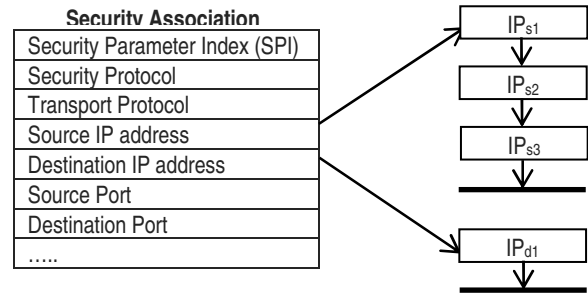 Security Association
Security Parameter Index (SPI)
Security Protocol
Transport Protocol
Source IP address
Destination IP address
Source Port
Destination Port
…..
IPs1
IPs2
IPs3
IPd1